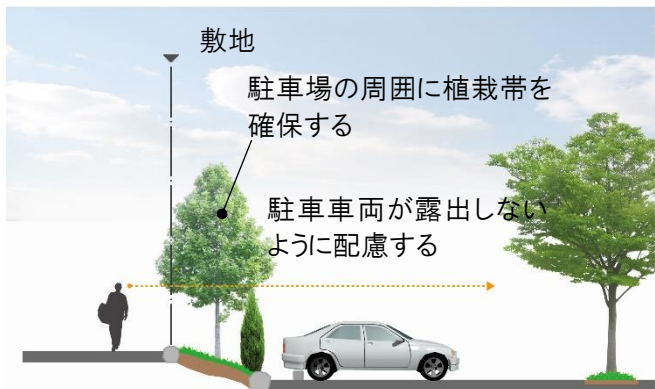 敷地
駐車場の周囲に植栽帯を
確保する
駐車車両が露出しない
ように配慮する